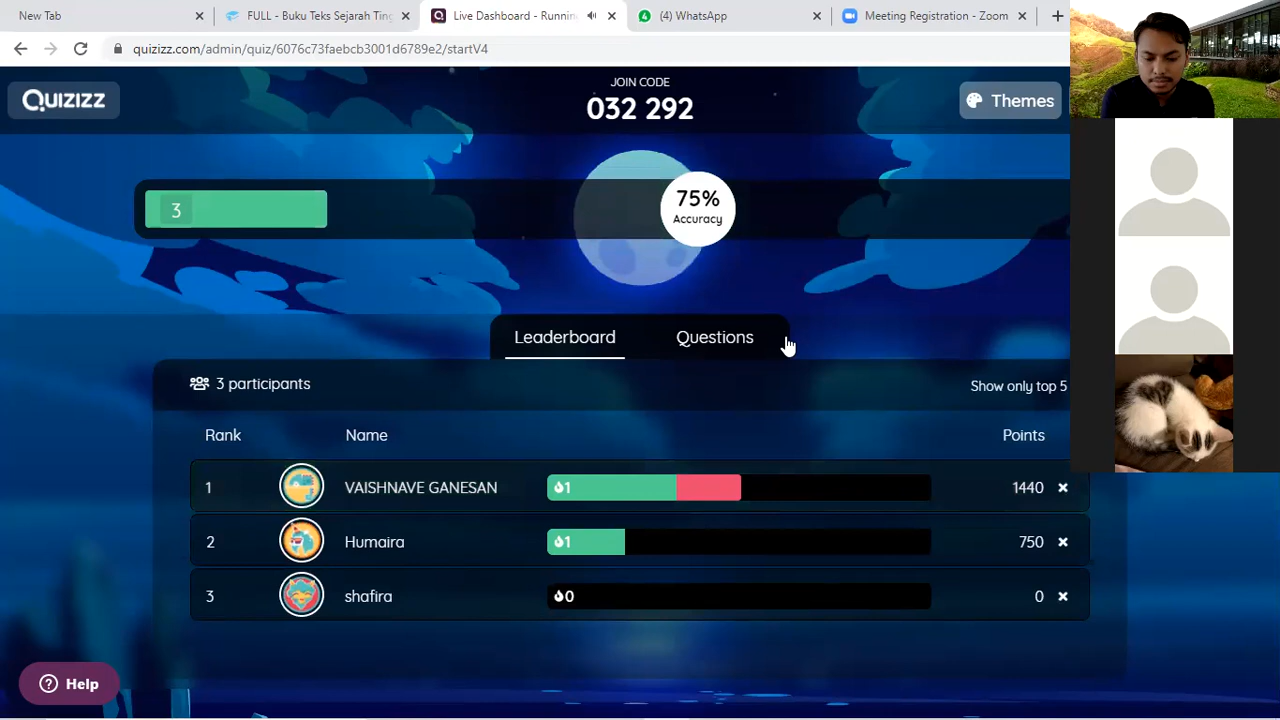 New Tab
FULL - Buku Teks Sejarah Ting
Live Dashboard - Runnin
(4) WhatsApp
Meeting Registration - Zoom
quizizz.com/admin/quiz/6076c73faebcb3001d6789e2/startV4
QUIZIZZ
JOIN CODE
032 292
Themes
3
75%
Accuracy
Leaderboard
Questions
3 participants
Show only top 5
Rank
Name
Points
1 VAISHNAVE GANESAN 1 1440
2 Humaira 1 750
3 shafira 0 0
Help